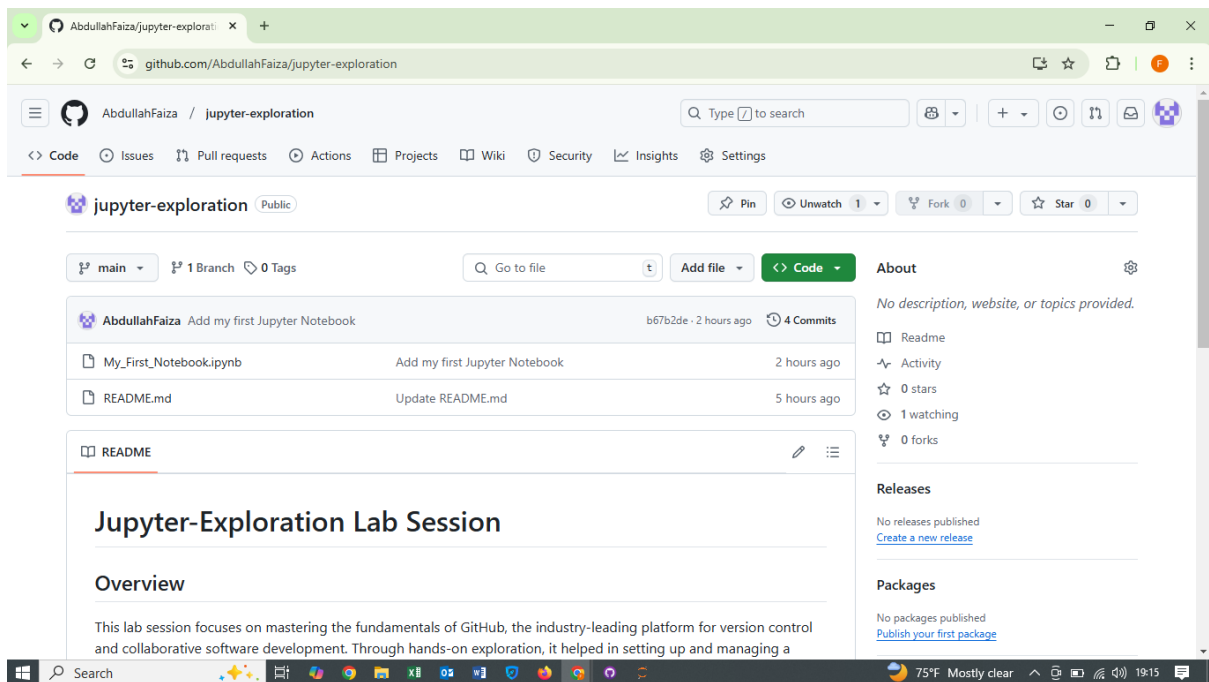 AbdullahFaiza/jupyter-explorati
github.com/AbdullahFaiza/jupyter-exploration
F
AbdullahFaiza / jupyter-exploration
Type / to search
Code Issues Pull requests Actions Projects Wiki Security Insights Settings
jupyter-exploration Public
Pin Unwatch 1 Fork 0 Star 0
main 1 Branch 0 Tags
Go to file t Add file <> Code
AbdullahFaiza Add my first Jupyter Notebook b67b2de · 2 hours ago 4 Commits
My_First_Notebook.ipynb Add my first Jupyter Notebook 2 hours ago
README.md Update README.md 5 hours ago
README
Jupyter-Exploration Lab Session
Overview
This lab session focuses on mastering the fundamentals of GitHub, the industry-leading platform for version control
and collaborative software development. Through hands-on exploration, it helped in setting up and managing a
About
No description, website, or topics provided.
Readme
Activity
0 stars
1 watching
0 forks
Releases
No releases published
Create a new release
Packages
No packages published
Publish your first package
Search
75°F Mostly clear 19:15